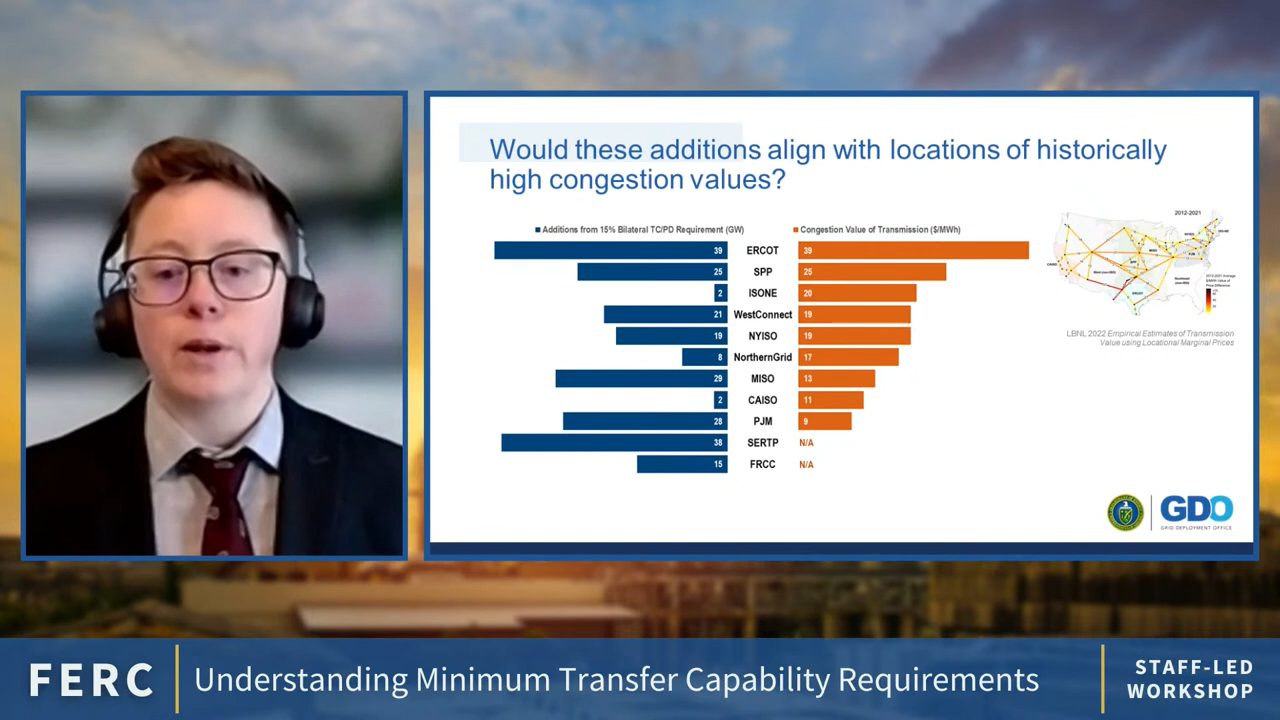 Would these additions align with locations of historically
high congestion values?
Additions from 15% Bilateral TC/PD Requirement (GW)
Congestion Value of Transmission ($/MWh)
39 ERCOT 39
25 SPP 25
2 ISONE 20
21 WestConnect 19
19 NYISO 19
8 NorthernGrid 17
29 MISO 13
2 CAISO 11
28 PJM 9
38 SERTP N/A
15 FRCC N/A
2012-2021
CAISO
ERCOT
LBNL 2022 Empirical Estimates of Transmission
Value using Locational Marginal Prices
GDO
GRID DEPLOYMENT OFFICE
FERC
Understanding Minimum Transfer Capability Requirements
STAFF-LED
WORKSHOP